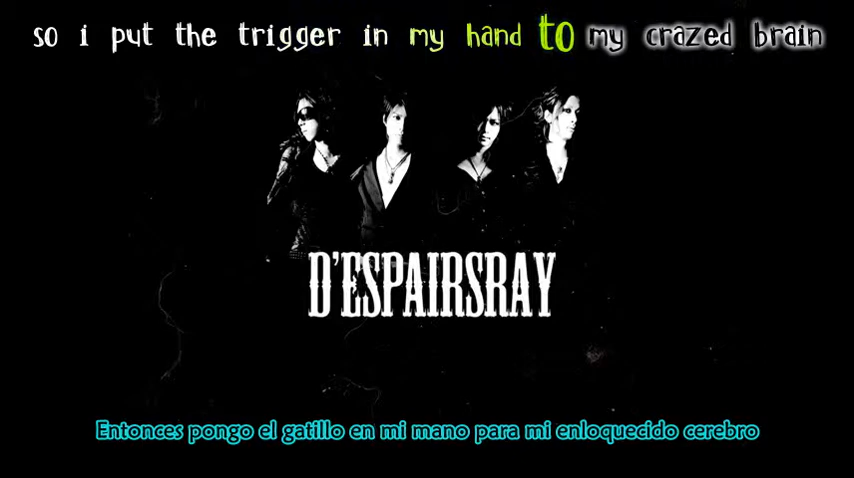 so i put the trigger in my hand to my crazed brain
D'ESPAIRSRAY
Entonces pongo el gatillo en mi mano para mi enloquecido cerebro